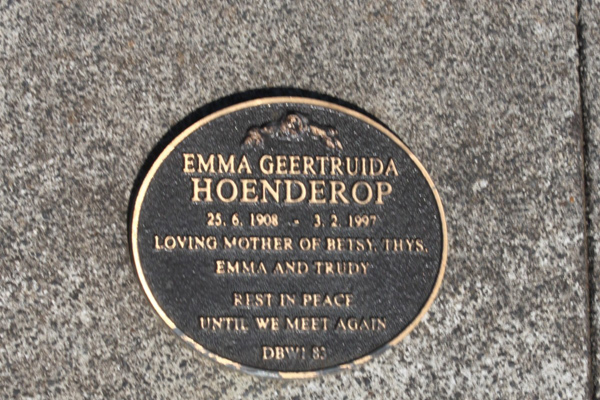 EMMA GEERTRUIDA
HOENDEROP
25. 6. 1908 - 3. 2. 1997
LOVING MOTHER OF BETSY, THYS,
EMMA AND TRUDY
REST IN PEACE
UNTIL WE MEET AGAIN
83